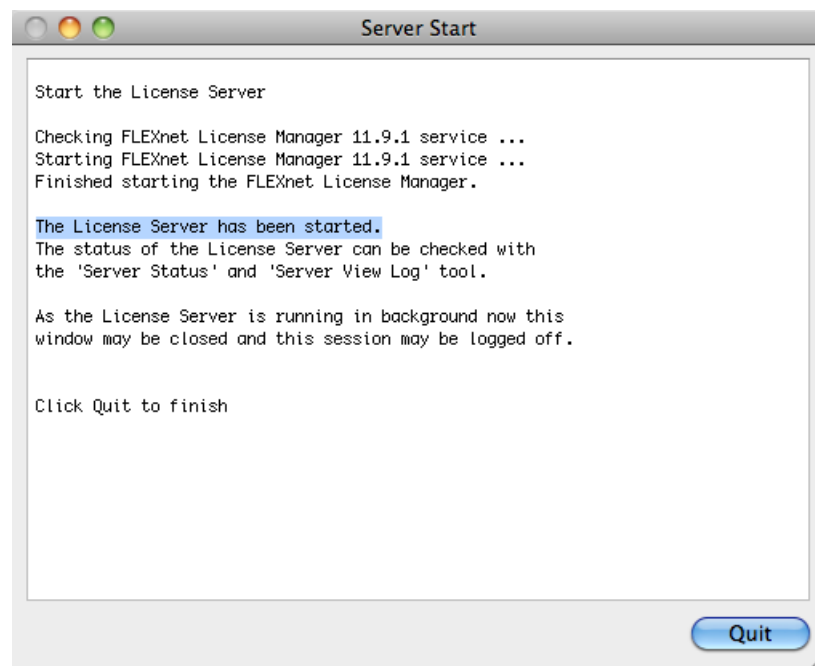 Server Start
Start the License Server
Checking FLEXnet License Manager 11.9.1 service ...
Starting FLEXnet License Manager 11.9.1 service ...
Finished starting the FLEXnet License Manager.
The License Server has been started.
The status of the License Server can be checked with
the 'Server Status' and 'Server View Log' tool.
As the License Server is running in background now this
window may be closed and this session may be logged off.
Click Quit to finish
Quit